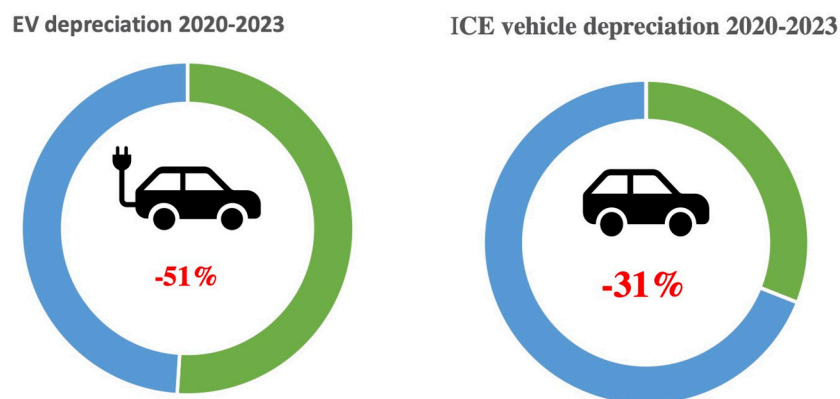 EV depreciation 2020-2023
ICE vehicle depreciation 2020-2023
-51%
-31%